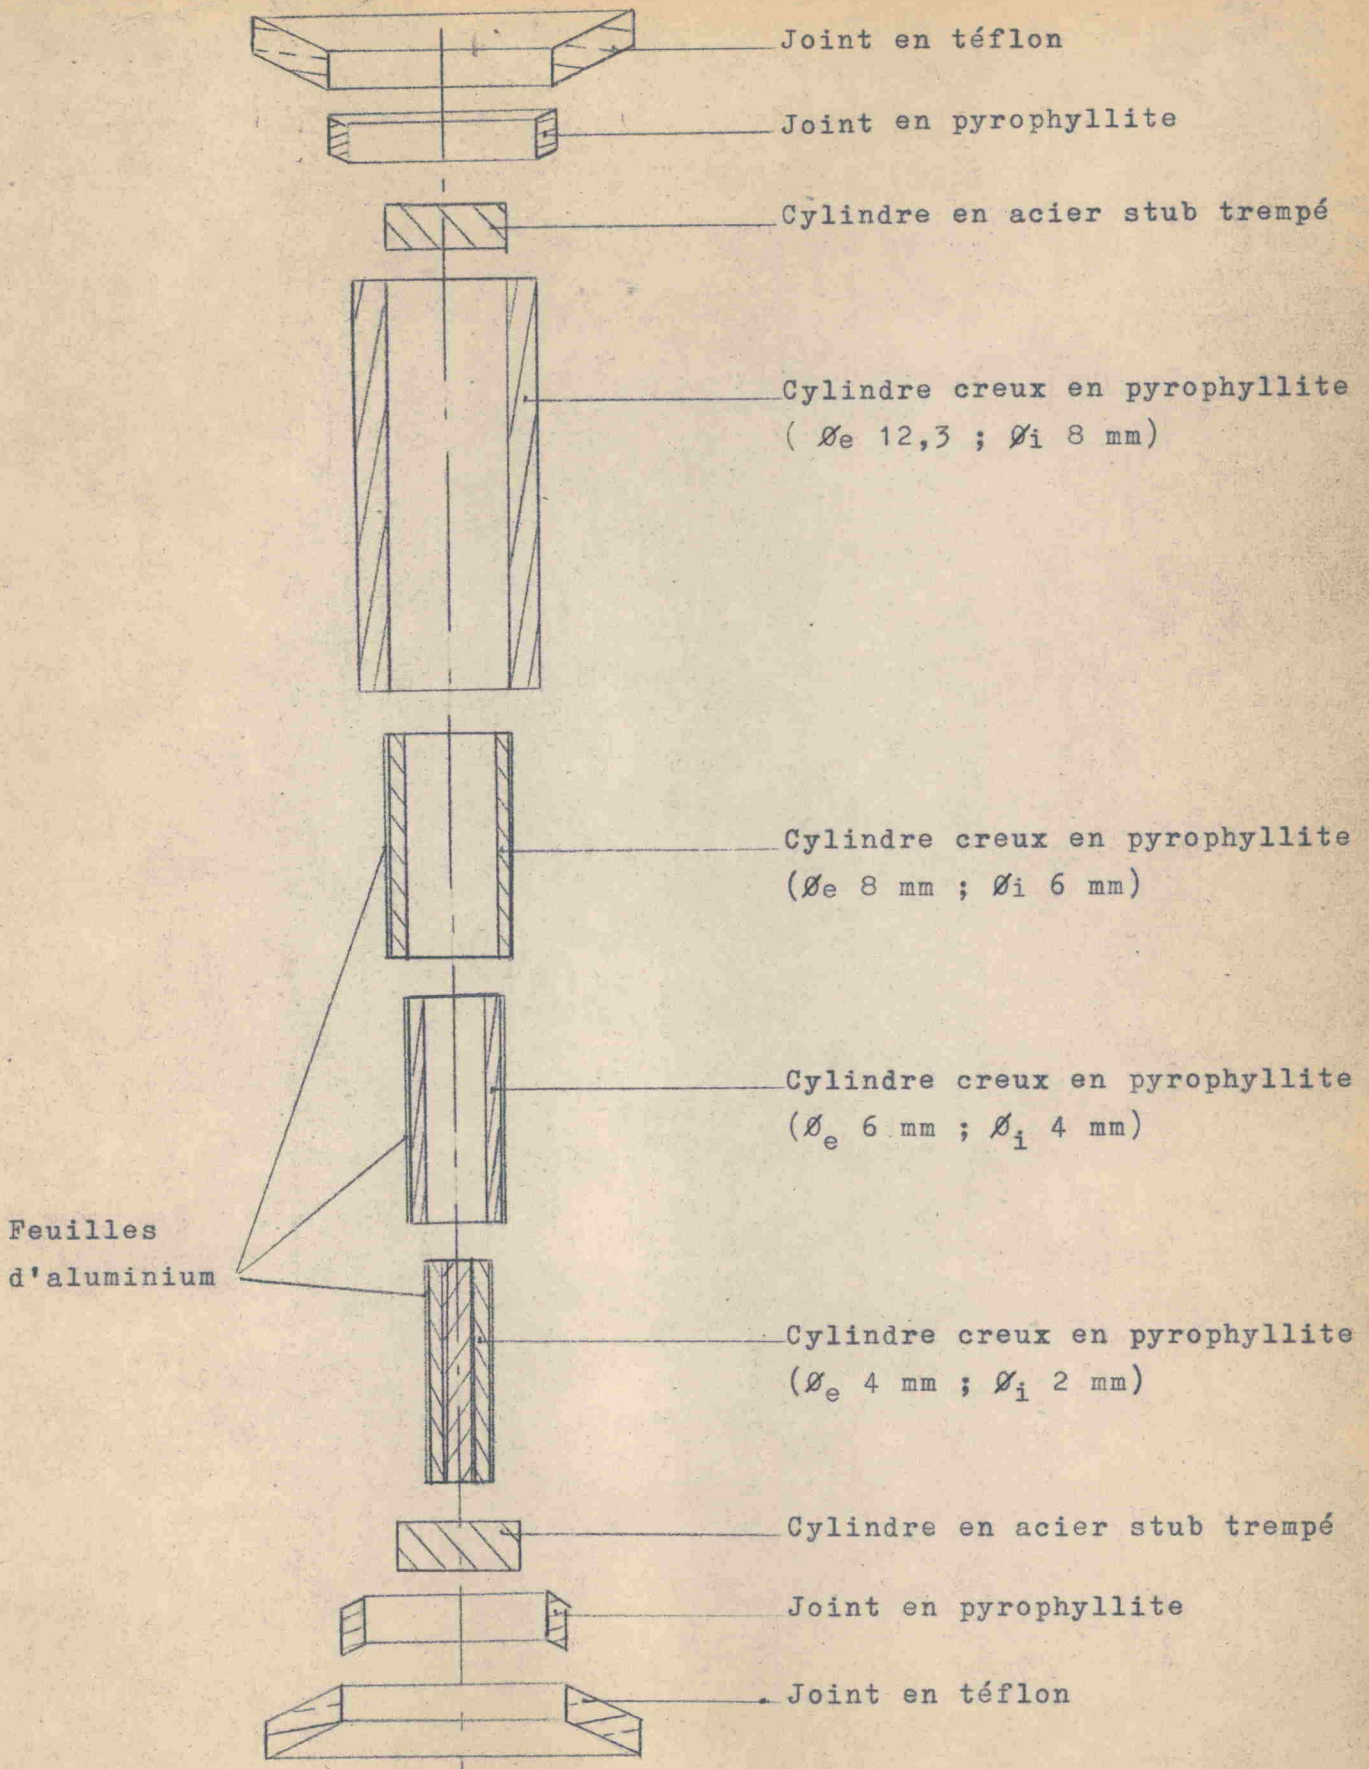 Joint en téflon
Joint en pyrophyllite
Cylindre en acier stub trempé
Cylindre creux en pyrophyllite
( Øe 12,3 ; Øi 8 mm)
Cylindre creux en pyrophyllite
(Øe 8 mm ; Øi 6 mm)
Cylindre creux en pyrophyllite
(Øe 6 mm ; Øi 4 mm)
Feuilles
d'aluminium
Cylindre creux en pyrophyllite
(Øe 4 mm ; Øi 2 mm)
Cylindre en acier stub trempé
Joint en pyrophyllite
Joint en téflon